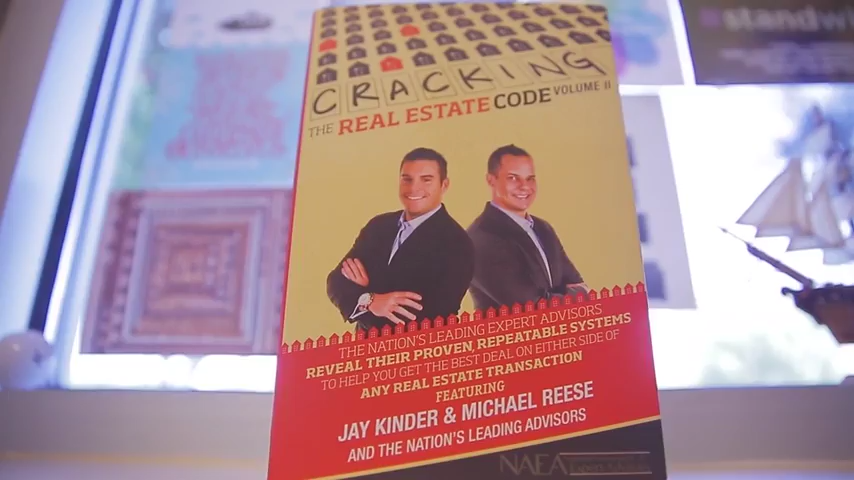 #standwi
CRACKING
THE REAL ESTATE CODE VOLUME II
THE NATION'S LEADING EXPERT ADVISORS
REVEAL THEIR PROVEN, REPEATABLE SYSTEMS
TO HELP YOU GET THE BEST DEAL ON EITHER SIDE OF
ANY REAL ESTATE TRANSACTION
FEATURING
JAY KINDER & MICHAEL REESE
AND THE NATION'S LEADING ADVISORS
NAEA